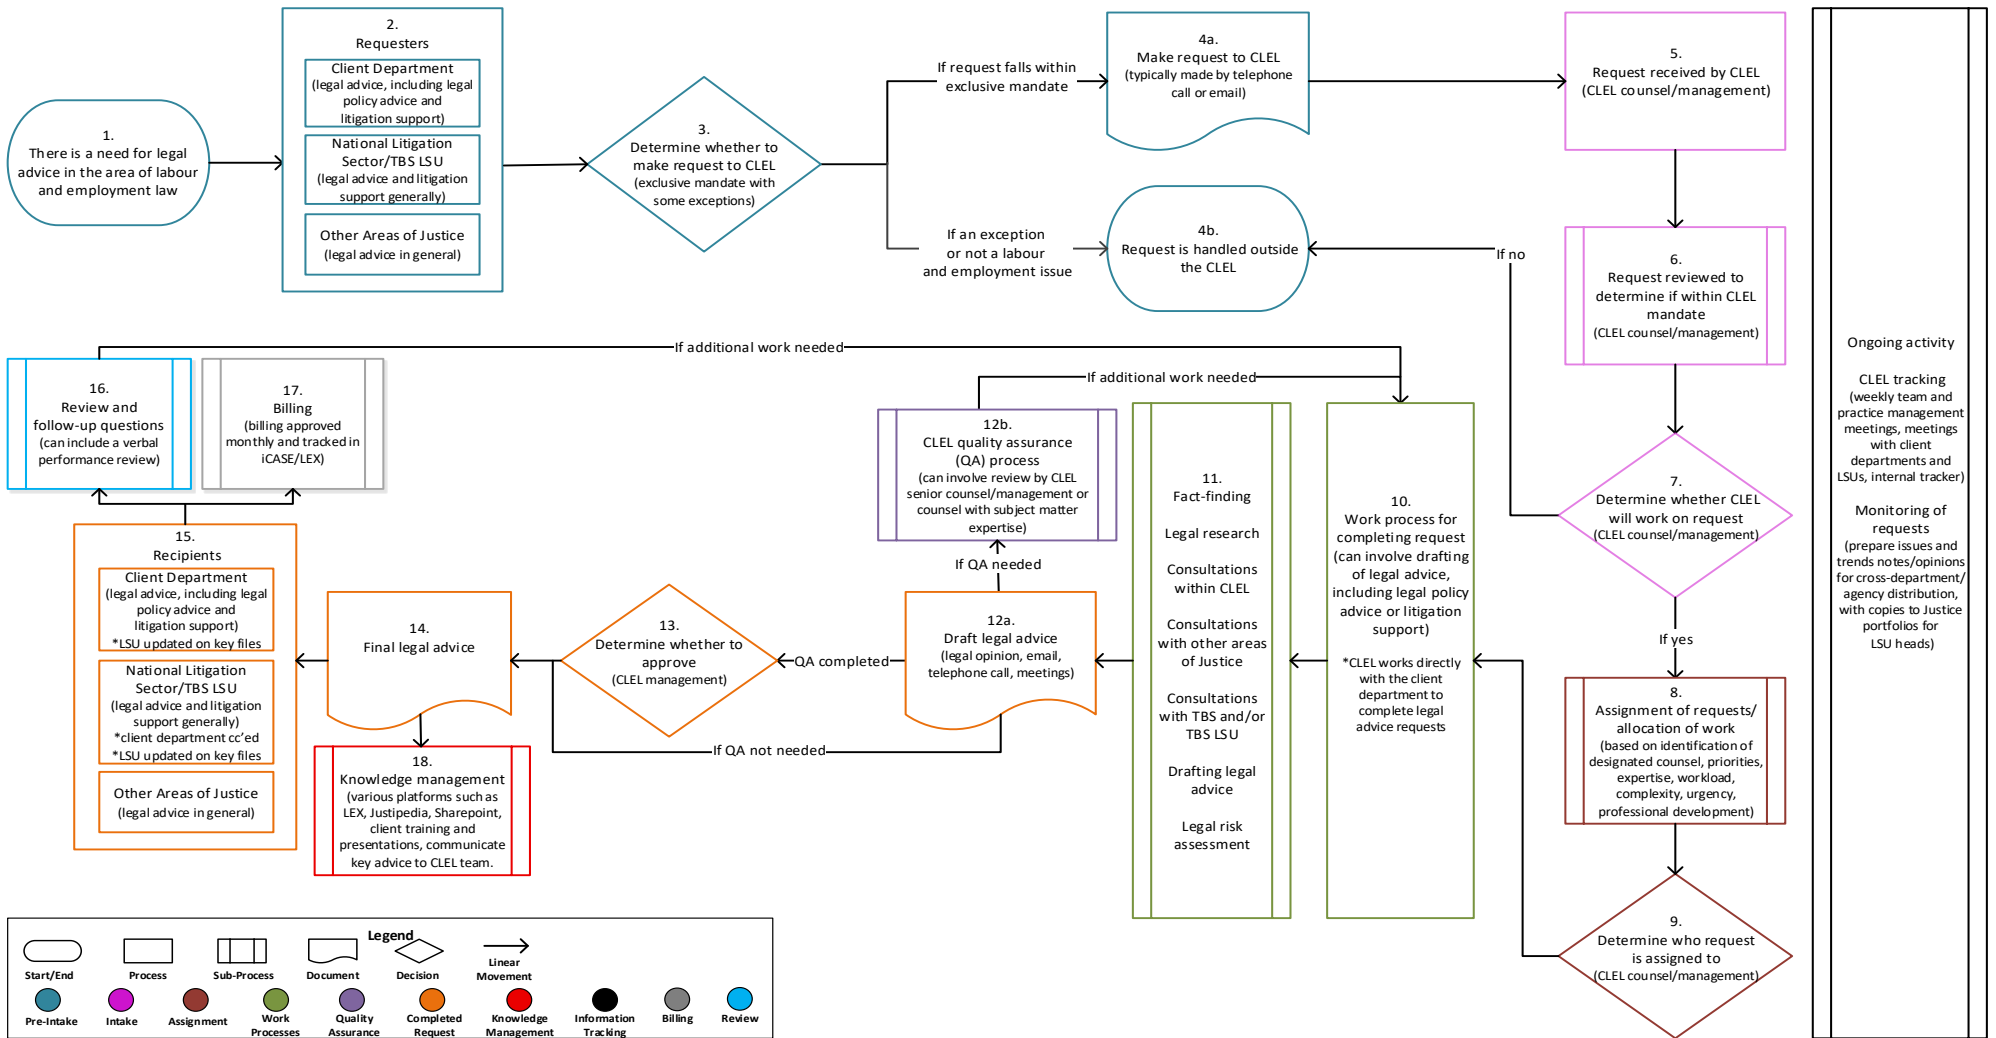 1.
There is a need for legal
advice in the area of labour
and employment law
2.
Requesters
Client Department
(legal advice, including legal
policy advice and
litigation support)
National Litigation
Sector/TBS LSU
(legal advice and litigation
support generally)
Other Areas of Justice
(legal advice in general)
3.
Determine whether to
make request to CLEL
(exclusive mandate with
some exceptions)
If request falls within
exclusive mandate
If an exception
or not a labour
and employment issue
4a.
Make request to CLEL
(typically made by telephone
call or email)
4b.
Request is handled outside
the CLEL
5.
Request received by CLEL
(CLEL counsel/management)
6.
Request reviewed to
determine if within CLEL
mandate
(CLEL counsel/management)
If no
7.
Determine whether CLEL
will work on request
(CLEL counsel/management)
If yes
8.
Assignment of requests/
allocation of work
(based on identification of
designated counsel, priorities,
expertise, workload,
complexity, urgency,
professional development)
9.
Determine who request
is assigned to
(CLEL counsel/management)
10.
Work process for
completing request
(can involve drafting
of legal advice,
including legal policy
advice or litigation
support)
*CLEL works directly
with the client
department to
complete legal
advice requests
11.
Fact-finding
Legal research
Consultations
within CLEL
Consultations
with other areas
of Justice
Consultations
with TBS and/or
TBS LSU
Drafting legal
advice
Legal risk
assessment
12a.
Draft legal advice
(legal opinion, email,
telephone call, meetings)
If QA needed
12b.
CLEL quality assurance
(QA) process
(can involve review by CLEL
senior counsel/management or
counsel with subject matter
expertise)
If additional work needed
If additional work needed
QA completed
If QA not needed
13.
Determine whether to
approve
(CLEL management)
14.
Final legal advice
15.
Recipients
Client Department
(legal advice, including legal
policy advice and
litigation support)
*LSU updated on key files
National Litigation
Sector/TBS LSU
(legal advice and litigation
support generally)
*client department cc'ed
*LSU updated on key files
Other Areas of Justice
(legal advice in general)
16.
Review and
follow-up questions
(can include a verbal
performance review)
17.
Billing
(billing approved
monthly and tracked in
iCASE/LEX)
18.
Knowledge management
(various platforms such as
LEX, Justipedia, Sharepoint,
client training and
presentations, communicate
key advice to CLEL team.
Ongoing activity
CLEL tracking
(weekly team and
practice management
meetings, meetings
with client
departments and
LSUs, internal tracker)
Monitoring of
requests
(prepare issues and
trends notes/opinions
for cross-department/
agency distribution,
with copies to Justice
portfolios for
LSU heads)
Legend
Start/End
Process
Sub-Process
Document
Decision
Linear
Movement
Pre-Intake
Intake
Assignment
Work
Processes
Quality
Assurance
Completed
Request
Knowledge
Management
Information
Tracking
Billing
Review